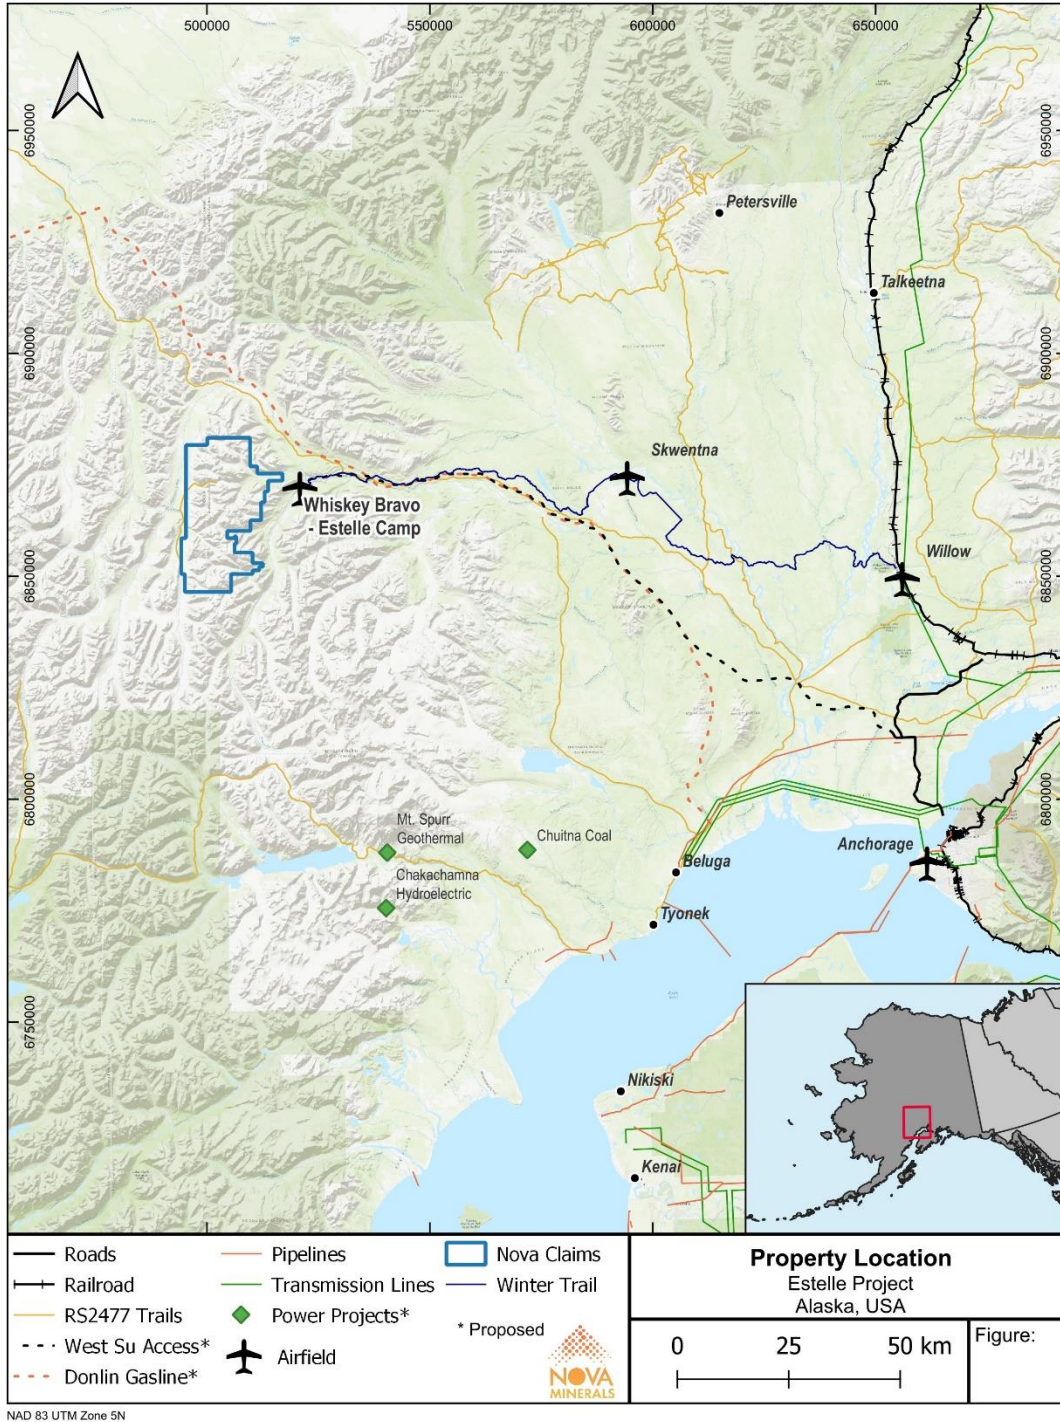 500000
550000
600000
650000
6950000
6950000
Petersville
Talkeetna
6900000
6900000
Skwentna
Whiskey Bravo
- Estelle Camp
Willow
6850000
6850000
6800000
6800000
Mt. Spurr
Geothermal
Chuitna Coal
Anchorage
Beluga
Chakachamna
Hydroelectric
Tyonek
6750000
Nikiski
Kenai
Roads
Pipelines
Nova Claims
Railroad
Transmission Lines
Winter Trail
RS2477 Trails
Power Projects*
West Su Access*
* Proposed
Donlin Gasline*
Airfield
NOVA
MINERALS
Property Location
Estelle Project
Alaska, USA
0 25 50 km
Figure:
NAD 83 UTM Zone 5N